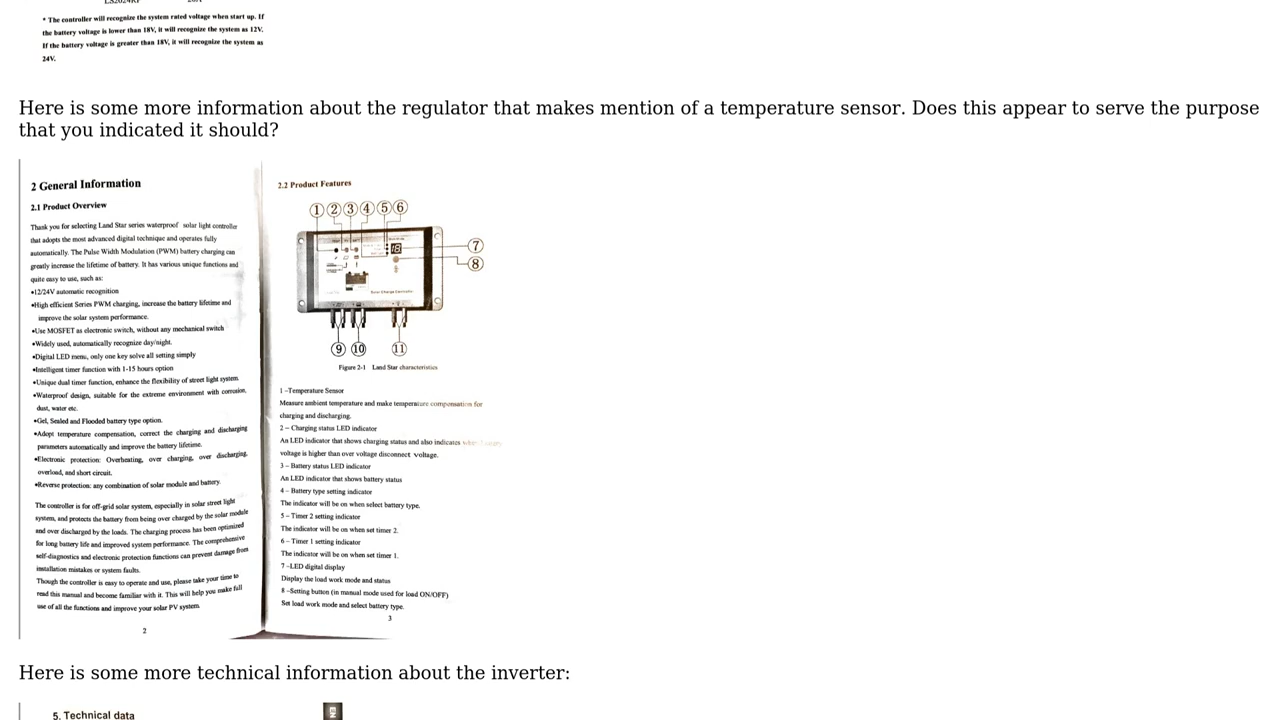 * The controller will recognize the system rated voltage when start up. If
the battery voltage is lower than 18V, it will recognize the system as 12V.
If the battery voltage is greater than 18V, it will recognize the system as
24V.
Here is some more information about the regulator that makes mention of a temperature sensor. Does this appear to serve the purpose
that you indicated it should?
2 General Information
2.1 Product Overview
Thank you for selecting Land Star series waterproof solar light controller
that adopts the most advanced digital technique and operates fully
automatically. The Pulse Width Modulation (PWM) battery charging can
greatly increase the lifetime of battery. It has various unique functions and
quite easy to use, such as:
•12/24V automatic recognition
•High efficient Series PWM charging, increase the battery lifetime and
improve the solar system performance.
•Use MOSFET as electronic switch, without any mechanical switch
•Widely used, automatically recognize day/night.
•Digital LED menu, only one key solve all setting simply
•Intelligent timer function with 1-15 hours option
•Unique dual timer function, enhance the flexibility of street light system.
•Waterproof design, suitable for the extreme environment with corrosion,
dust, water etc.
•Gel, Sealed and Flooded battery type option.
•Adopt temperature compensation, correct the charging and discharging
parameters automatically and improve the battery lifetime.
•Electronic protection: Overheating, over charging, over discharging,
overload, and short circuit.
•Reverse protection: any combination of solar module and battery.
The controller is for off-grid solar system, especially in solar street light
system, and protects the battery from being over charged by the solar module
and over discharged by the loads. The charging process has been optimized
for long battery life and improved system performance. The comprehensive
self-diagnostics and electronic protection functions can prevent damage from
installation mistakes or system faults.
Though the controller is easy to operate and use, please take your time to
read this manual and become familiar with it. This will help you make full
use of all the functions and improve your solar PV system.
2
2.2 Product Features
① ② ③ ④ ⑤ ⑥
⑦
⑧
⑨ ⑩ ⑪
Figure 2-1 Land Star characteristics
1 -Temperature Sensor
Measure ambient temperature and make temperature compensation for
charging and discharging.
2 – Charging status LED indicator
An LED indicator that shows charging status and also indicates
voltage is higher than over voltage disconnect voltage.
3 – Battery status LED indicator
An LED indicator that shows battery status
4 – Battery type setting indicator
The indicator will be on when select battery type.
5 – Timer 2 setting indicator
The indicator will be on when set timer 2.
6 – Timer 1 setting indicator
The indicator will be on when set timer 1.
7 -LED digital display
Display the load work mode and status
8 -Setting button (in manual mode used for load ON/OFF)
Set load work mode and select battery type.
3
Here is some more technical information about the inverter:
5. Technical data
EN